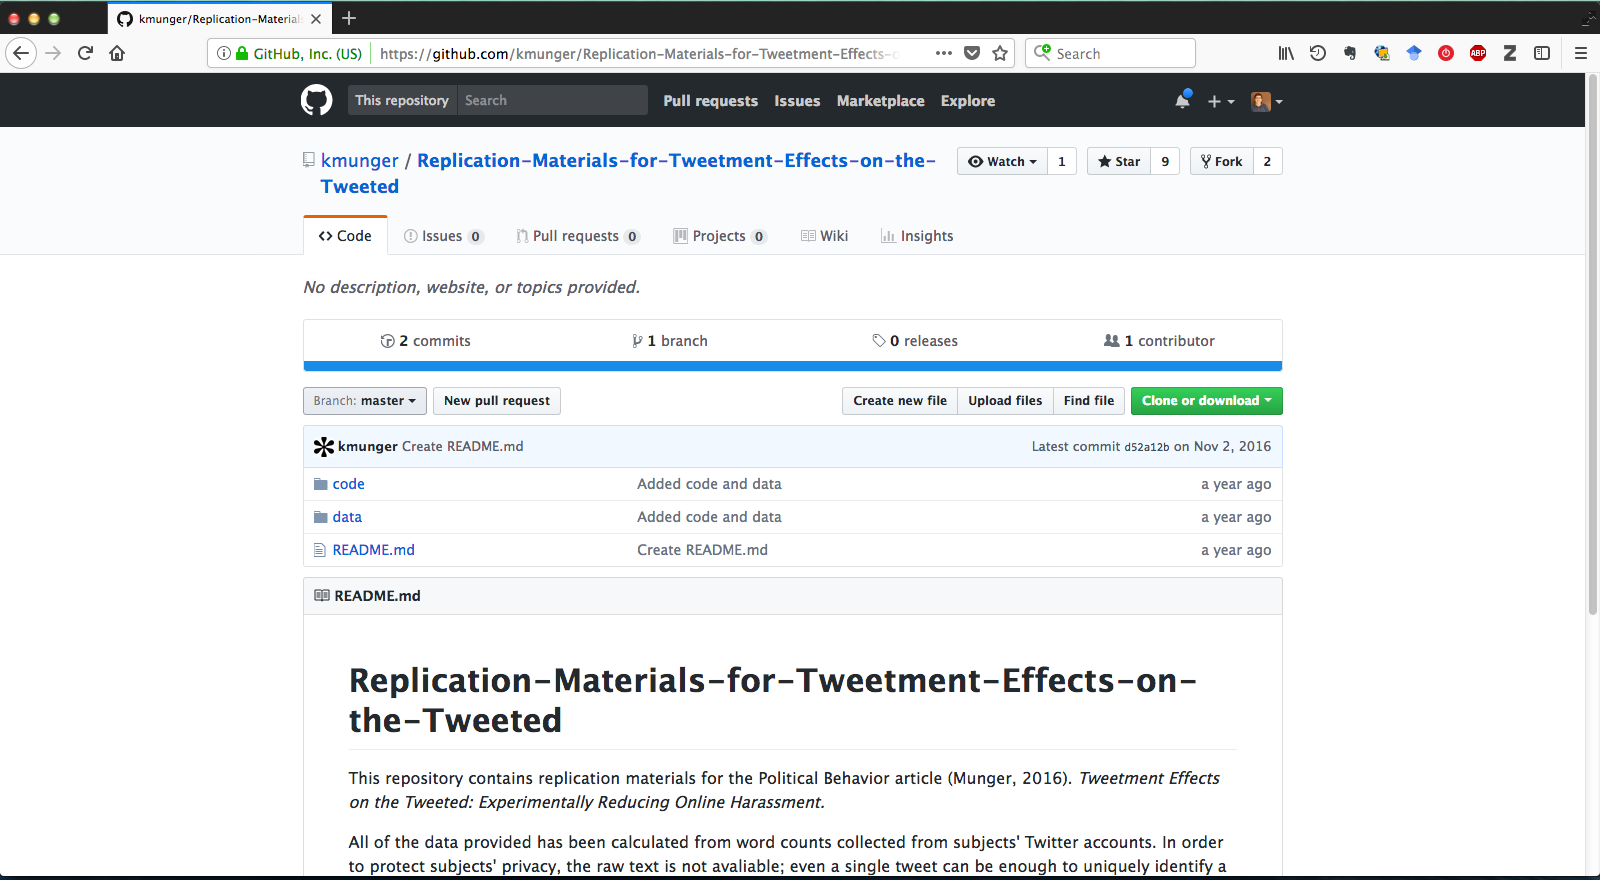 kmunger/Replication-Materials
GitHub, Inc. (US)
https://github.com/kmunger/Replication-Materials-for-Tweetment-Effects-o
Search
ABP
This repository
Search
Pull requests
Issues
Marketplace
Explore
kmunger / Replication-Materials-for-Tweetment-Effects-on-the-
Tweeted
Watch 1
Star 9
Fork 2
Code
Issues 0
Pull requests 0
Projects 0
Wiki
Insights
No description, website, or topics provided.
2 commits
1 branch
0 releases
1 contributor
Branch: master
New pull request
Create new file
Upload files
Find file
Clone or download
kmunger Create README.md
Latest commit d52a12b on Nov 2, 2016
code
Added code and data
a year ago
data
Added code and data
a year ago
README.md
Create README.md
a year ago
README.md
Replication-Materials-for-Tweetment-Effects-on-
the-Tweeted
This repository contains replication materials for the Political Behavior article (Munger, 2016). Tweetment Effects
on the Tweeted: Experimentally Reducing Online Harassment.
All of the data provided has been calculated from word counts collected from subjects' Twitter accounts. In order
to protect subjects' privacy, the raw text is not avaliable; even a single tweet can be enough to uniquely identify a